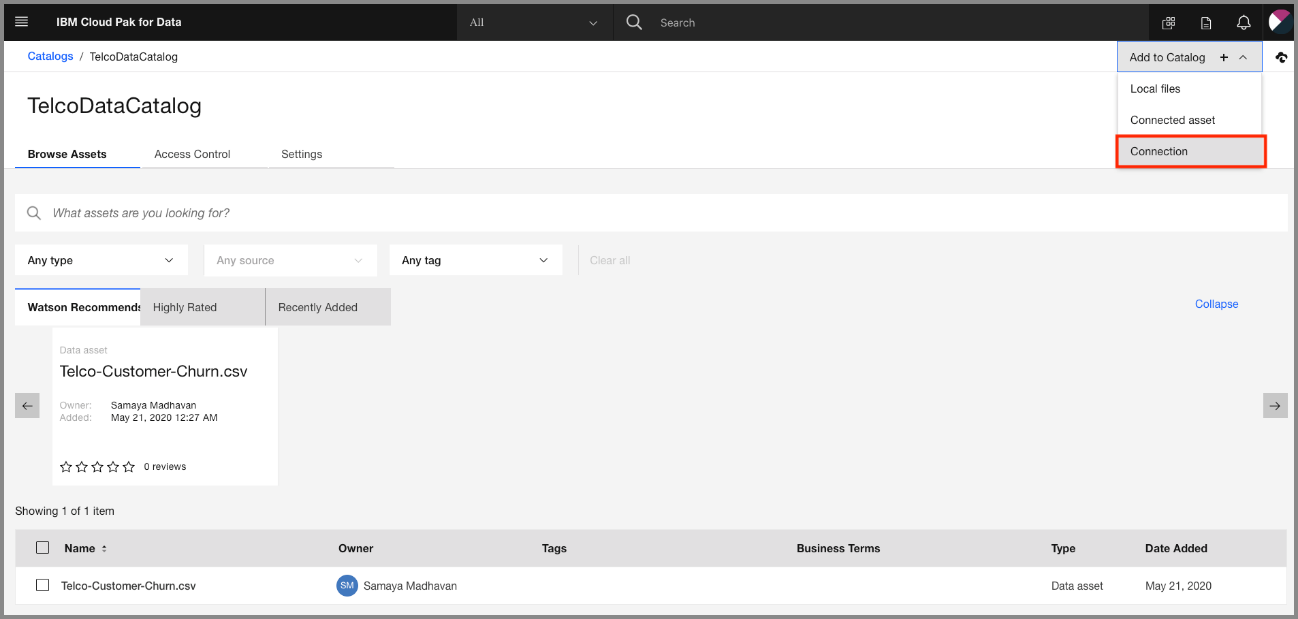 IBM Cloud Pak for Data
All
Search
Catalogs / TelcoDataCatalog
Add to Catalog +
Local files
Connected asset
Connection
TelcoDataCatalog
Browse Assets
Access Control
Settings
What assets are you looking for?
Any type
Any source
Any tag
Clear all
Watson Recommends
Highly Rated
Recently Added
Collapse
Data asset
Telco-Customer-Churn.csv
Owner: Samaya Madhavan
Added: May 21, 2020 12:27 AM
0 reviews
Showing 1 of 1 item
Name Owner Tags Business Terms Type Date Added
Telco-Customer-Churn.csv SM Samaya Madhavan Data asset May 21, 2020